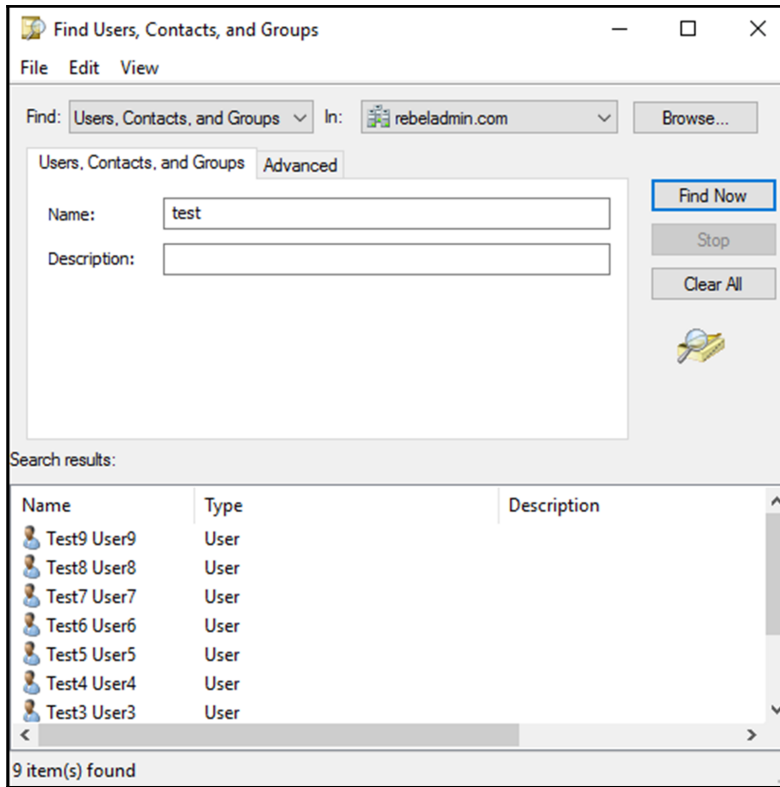 Find Users, Contacts, and Groups
File Edit View
Find: Users, Contacts, and Groups In: rebeladmin.com Browse...
Users, Contacts, and Groups Advanced
Name: test
Description:
Find Now
Stop
Clear All
Search results:
Name Type Description
Test9 User9 User
Test8 User8 User
Test7 User7 User
Test6 User6 User
Test5 User5 User
Test4 User4 User
Test3 User3 User
9 item(s) found